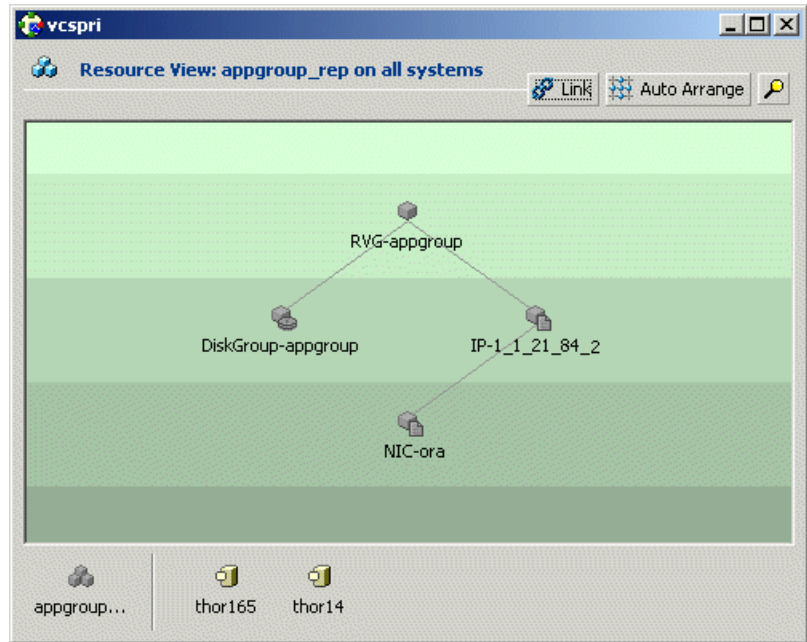 vcspri
Resource View: appgroup_rep on all systems
Link
Auto Arrange
RVG-appgroup
DiskGroup-appgroup
IP-1_1_21_84_2
NIC-ora
appgroup...
thor165
thor14